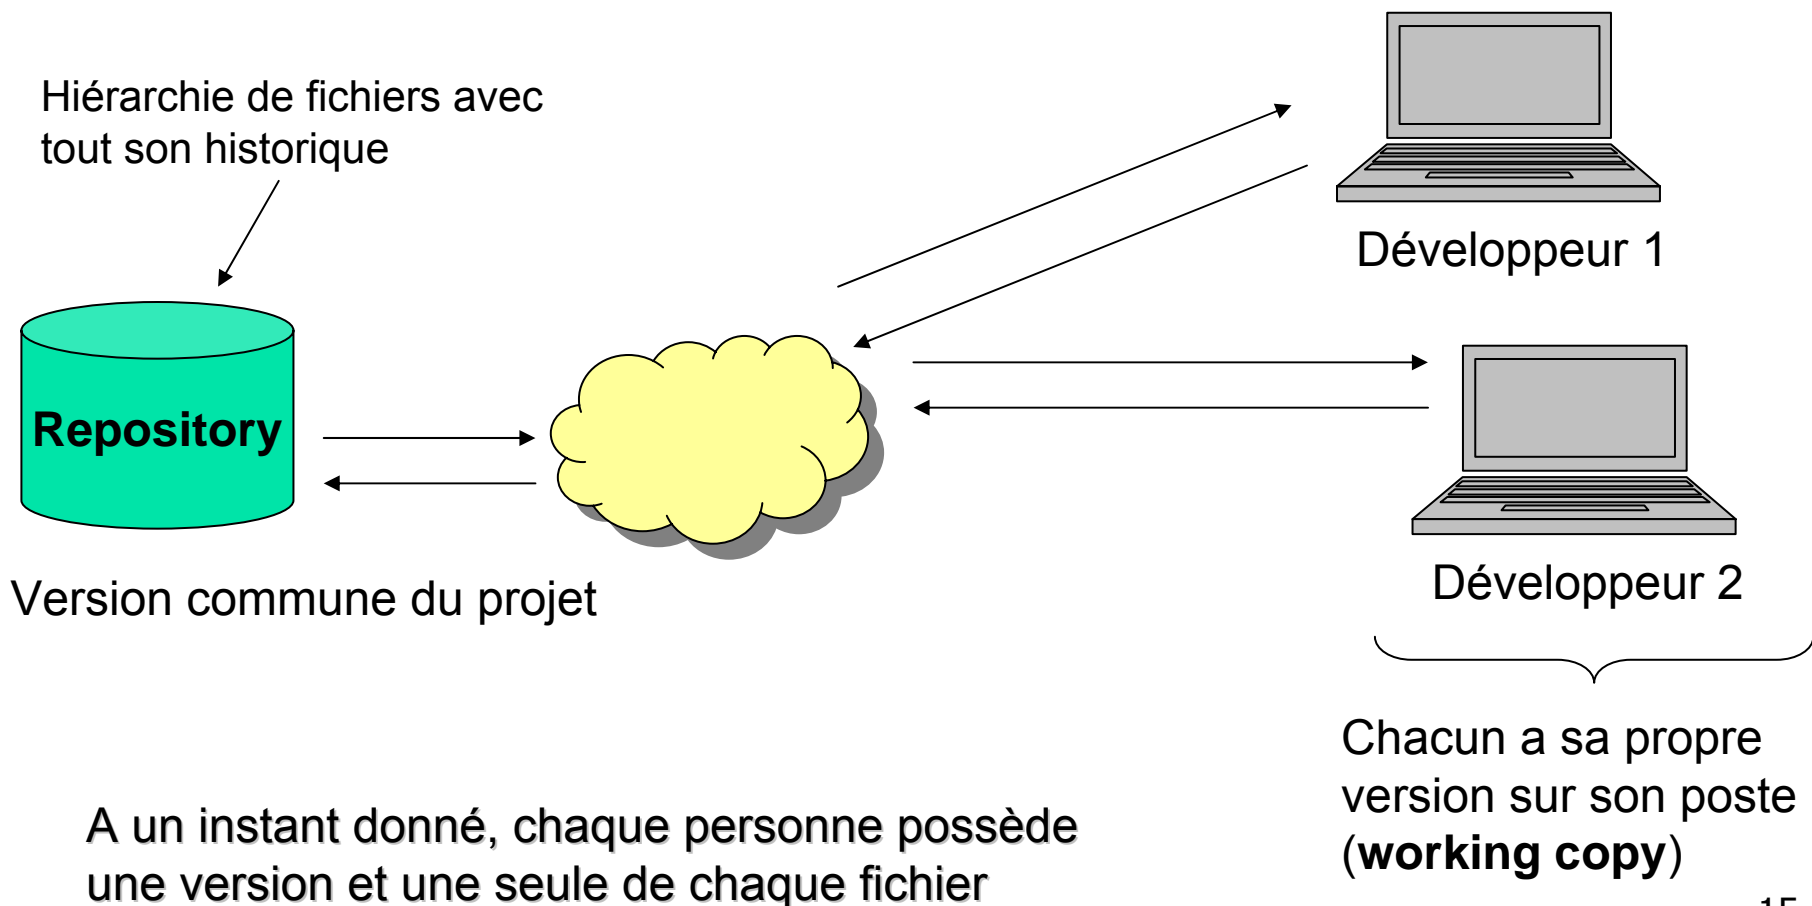 Hiérarchie de fichiers avec
tout son historique
Développeur 1
Repository
Développeur 2
Version commune du projet
Chacun a sa propre
version sur son poste
(working copy)
A un instant donné, chaque personne possède
une version et une seule de chaque fichier
15